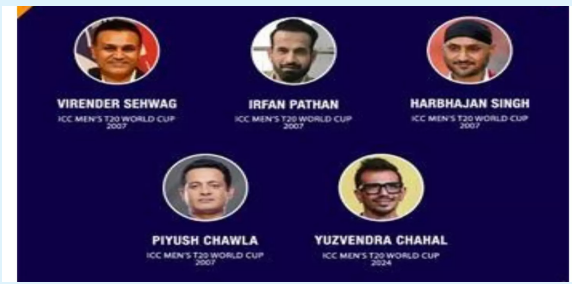 VIRENDER SEHWAG
ICC MEN'S T20 WORLD CUP
2007
IRFAN PATHAN
ICC MEN'S T20 WORLD CUP
2007
HARBHAJAN SINGH
ICC MEN'S T20 WORLD CUP
2007
PIYUSH CHAWLA
ICC MEN'S T20 WORLD CUP
2007
YUZVENDRA CHAHAL
ICC MEN'S T20 WORLD CUP
2024